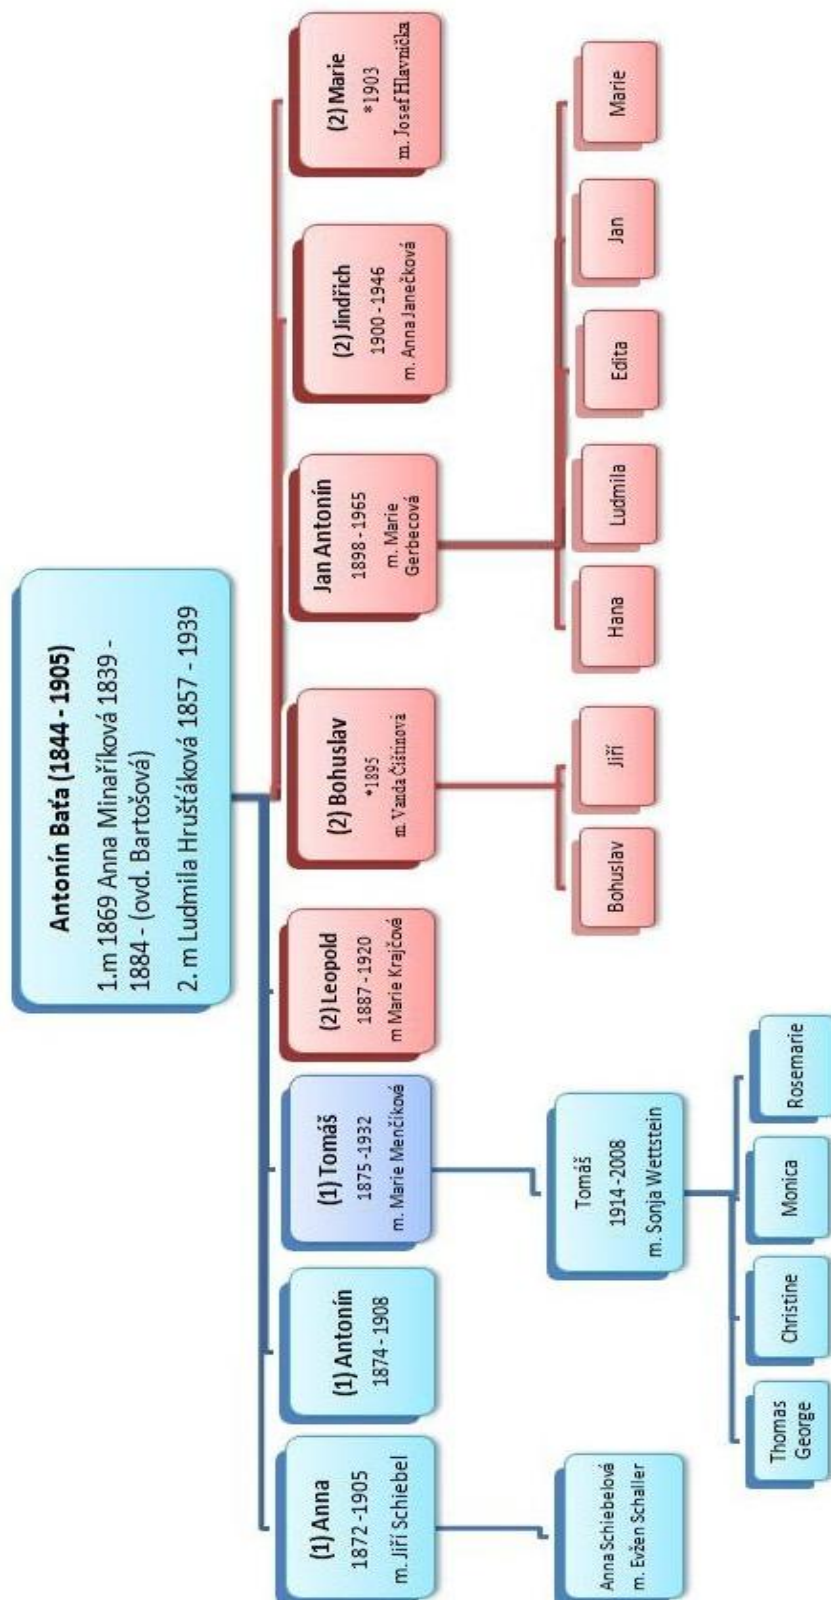 Antonín Baťa (1844 - 1905)
1.m 1869 Anna Minaříková 1839 -
1884 - (ovd. Bartošová)
2. m Ludmila Hrušťáková 1857 - 1939
(1) Anna
1872 -1905
m. Jiří Schiebel
(1) Antonín
1874 - 1908
(1) Tomáš
1875 -1932
m. Marie Menčíková
(2) Leopold
1887 - 1920
m Marie Krajčová
(2) Bohuslav
*1895
m. Vanda Čištinová
Jan Antonín
1898 - 1965
m. Marie
Gerbecová
(2) Jindřich
1900 - 1946
m. Anna Janečková
(2) Marie
*1903
m. Josef Hlavnička
Anna Schiebelová
m. Evžen Schaller
Tomáš
1914 -2008
m. Sonja Wettstein
Bohuslav
Jiří
Hana
Ludmila
Edita
Jan
Marie
Thomas
George
Christine
Monica
Rosemarie